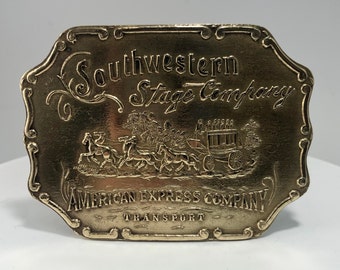 Southwestern
Stage Company
AMERICAN EXPRESS COMPANY
TRANSPORT